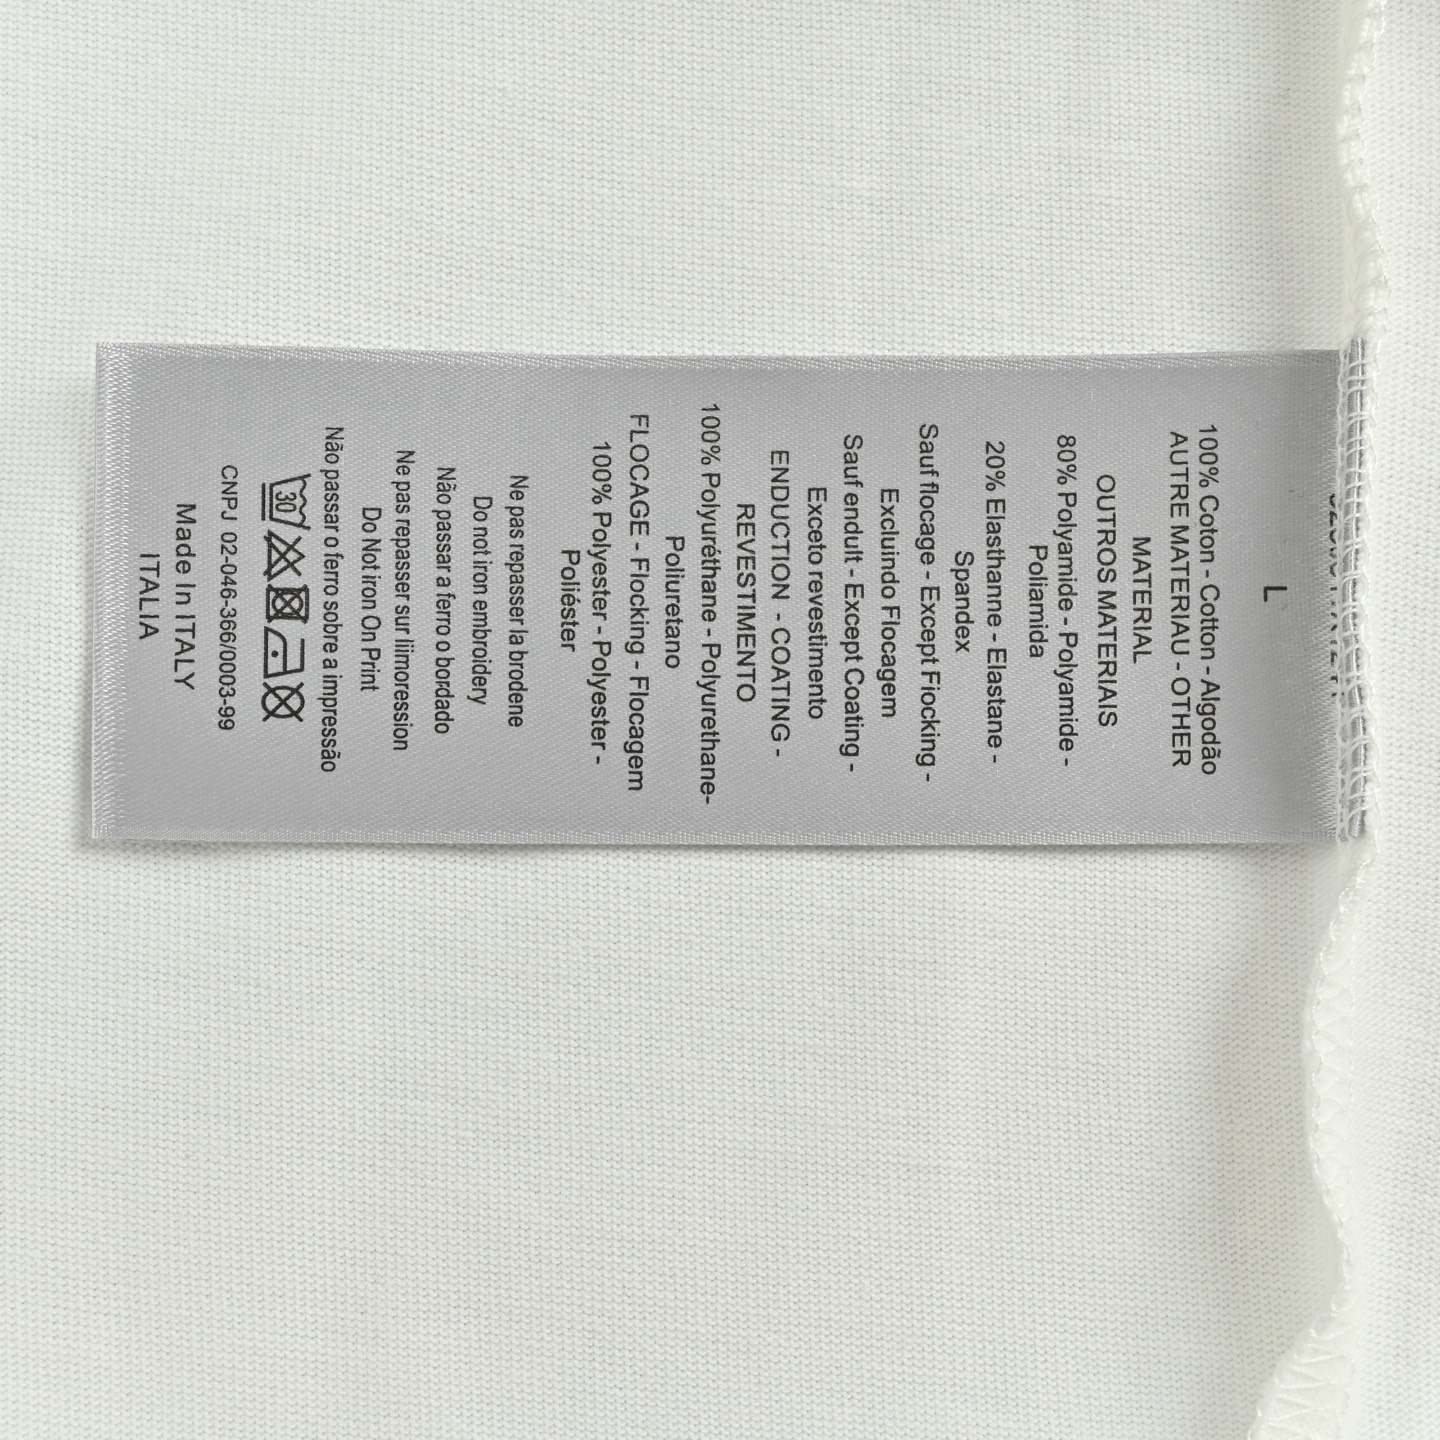 L
100% Coton - Cotton - Algodão
AUTRE MATERIAU - OTHER
MATERIAL
OUTROS MATERIAIS
80% Polyamide - Polyamide -
Poliamida
20% Elasthanne - Elastane -
Spandex
Sauf flocage - Except Fiocking -
Excluindo Flocagem
Sauf endult - Except Coating -
Exceto revestimento
ENDUCTION - COATING -
REVESTIMENTO
100% Polyuréthane - Polyurethane-
Poliuretano
FLOCAGE - Flocking - Flocagem
100% Polyester - Polyester -
Poliéster
Ne pas repasser la brodene
Do not iron embroidery
Não passar a ferro o bordado
Ne pas repasser sur liimoression
Do Not iron On Print
Não passar o ferro sobre a impressão
30
CNPJ 02-046-366/0003-99
Made In ITALY
ITALIA